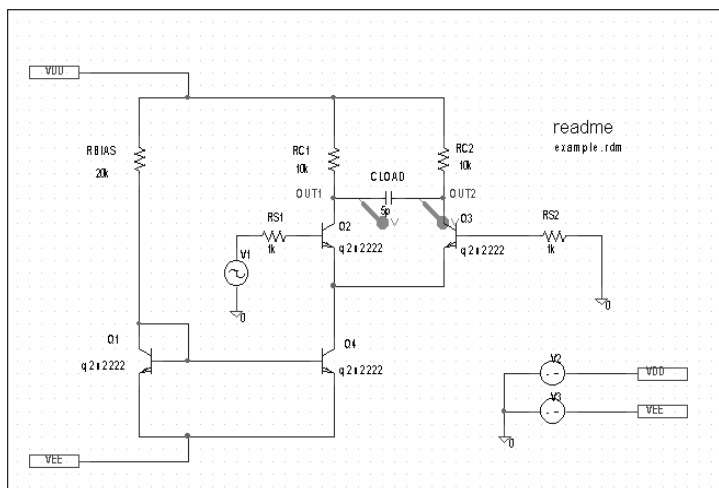 VDD
RBIAS
20k
RC1
10k
RC2
10k
readme
example.rdm
OUT1
CLOAD
5p
OUT2
V
V
RS1
1k
Q2
q2n2222
Q3
q2n2222
RS2
1k
V1
0
0
Q1
q2n2222
Q4
q2n2222
V2
VDD
V3
VEE
0
VEE